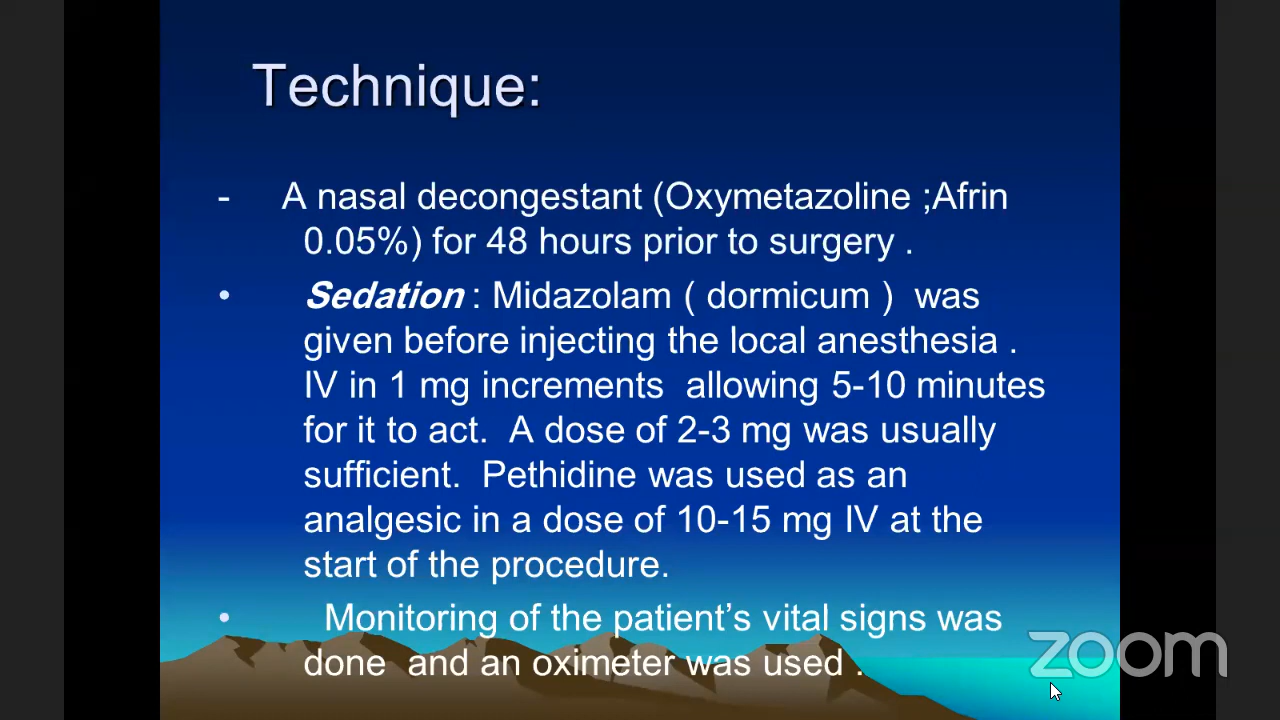 Technique:
- A nasal decongestant (Oxymetazoline ;Afrin
0.05%) for 48 hours prior to surgery .
• Sedation : Midazolam ( dormicum ) was
given before injecting the local anesthesia .
IV in 1 mg increments allowing 5-10 minutes
for it to act. A dose of 2-3 mg was usually
sufficient. Pethidine was used as an
analgesic in a dose of 10-15 mg IV at the
start of the procedure.
• Monitoring of the patient’s vital signs was
done and an oximeter was used .
zoom